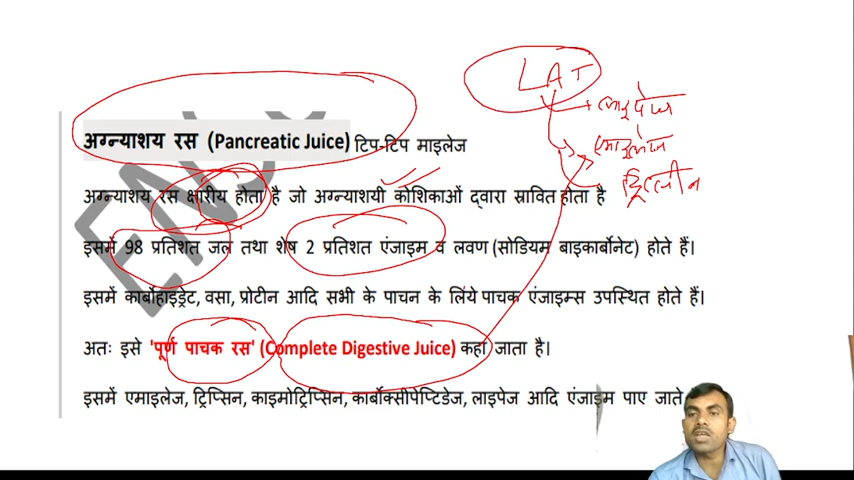 LAT
लाइपेज
अग्न्याशय रस (Pancreatic Juice) टिप-टिप माइलेज
एमाइलेज
ट्रिप्सीन
अग्न्याशय रस क्षारीय होता है जो अग्न्याशयी कोशिकाओं द्वारा स्रावित होता है
इसमें 98 प्रतिशत जल तथा शेष 2 प्रतिशत एंजाइम व लवण (सोडियम बाइकार्बोनेट) होते हैं।
इसमें कार्बोहाइड्रेट, वसा, प्रोटीन आदि सभी के पाचन के लिये पाचक एंजाइम्स उपस्थित होते हैं।
अतः इसे 'पूर्ण पाचक रस' (Complete Digestive Juice) कहा जाता है।
इसमें एमाइलेज, ट्रिप्सिन, काइमोट्रिप्सिन, कार्बोक्सीपेप्टिडेज, लाइपेज आदि एंजाइम पाए जाते